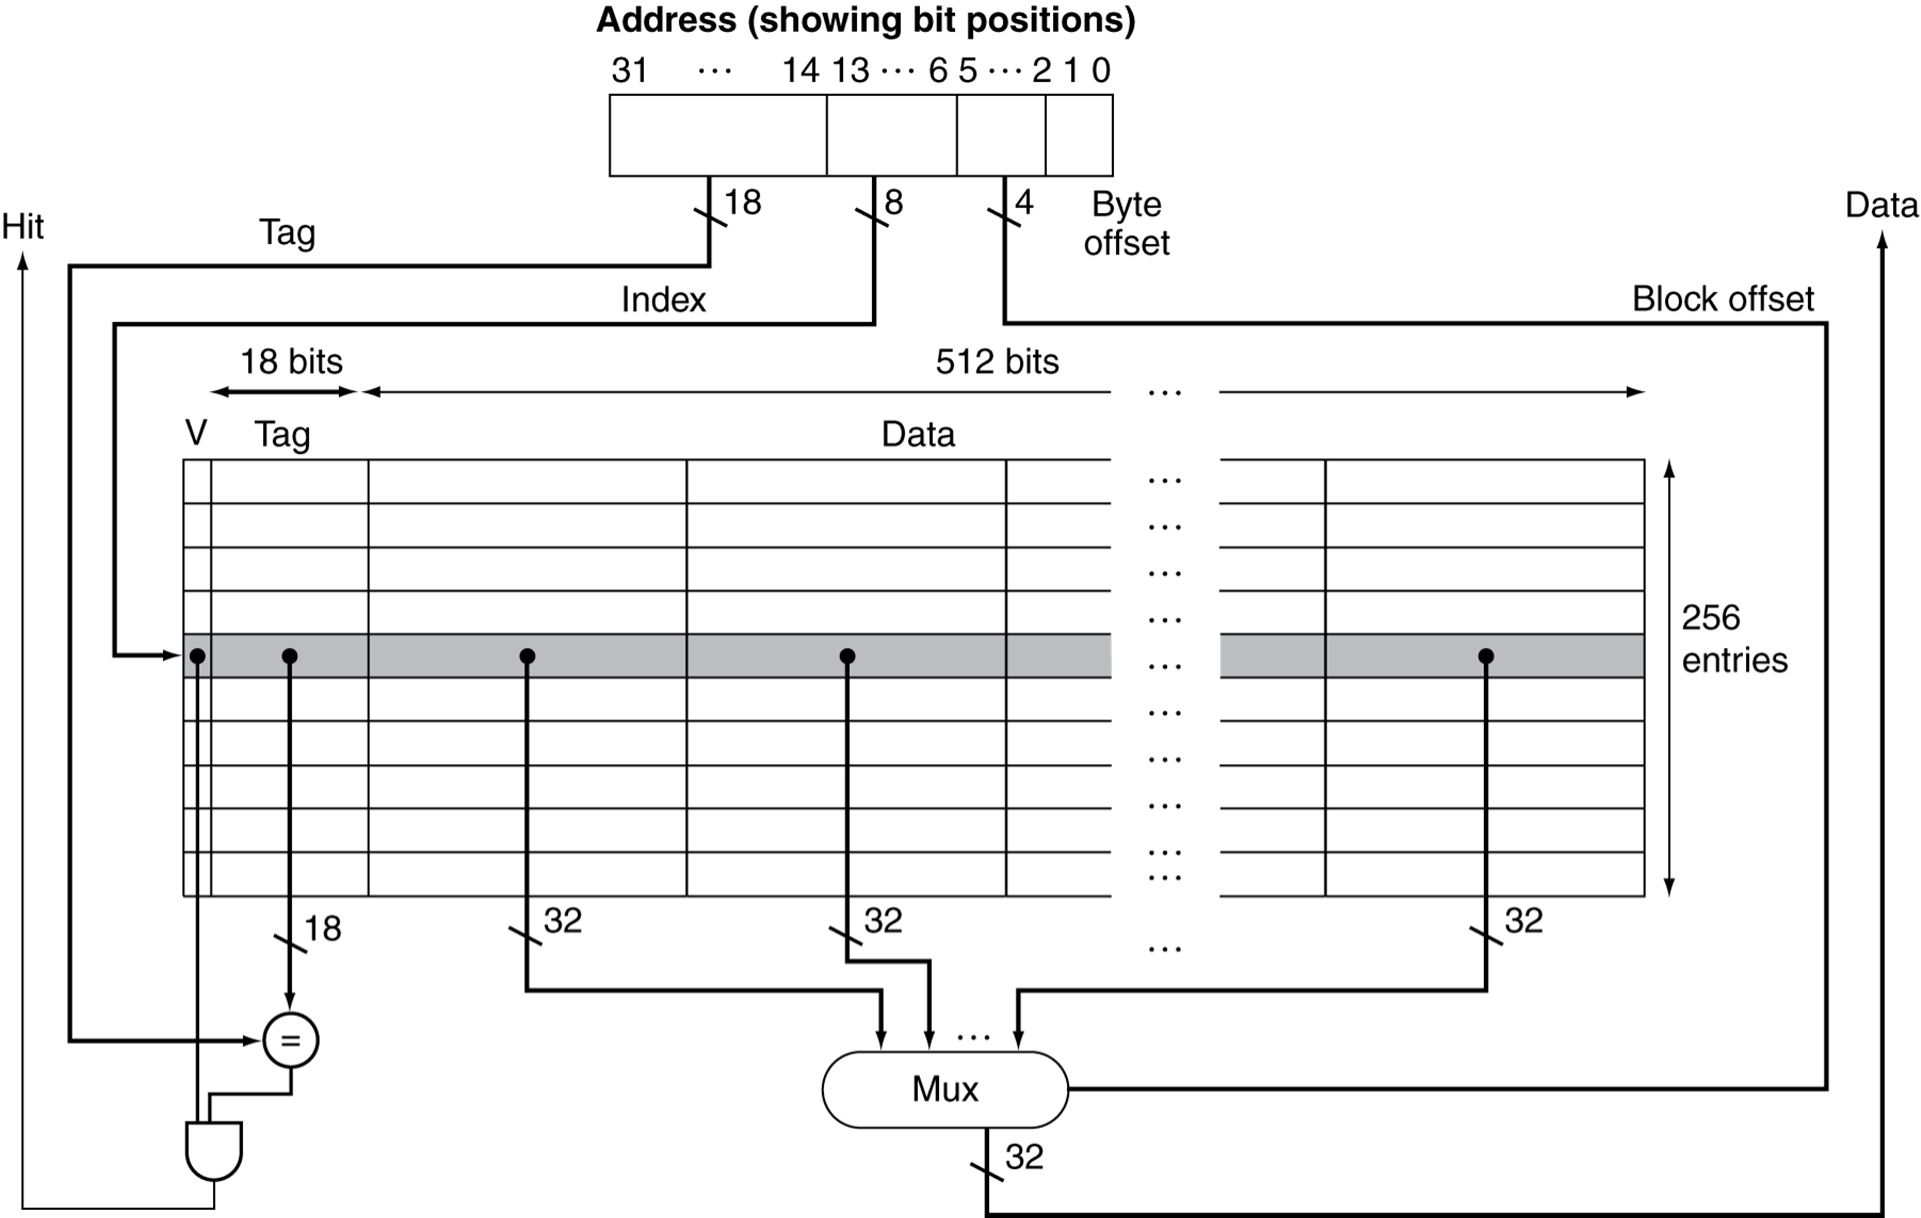 Address (showing bit positions)
31 ... 14 13 ... 6 5 ... 2 1 0
18 8 4 Byte offset
Hit
Tag
Data
Index
Block offset
18 bits
512 bits
...
V Tag Data
...
...
...
...
...
...
...
...
...
...
256 entries
18
32
32
...
32
=
...
Mux
32